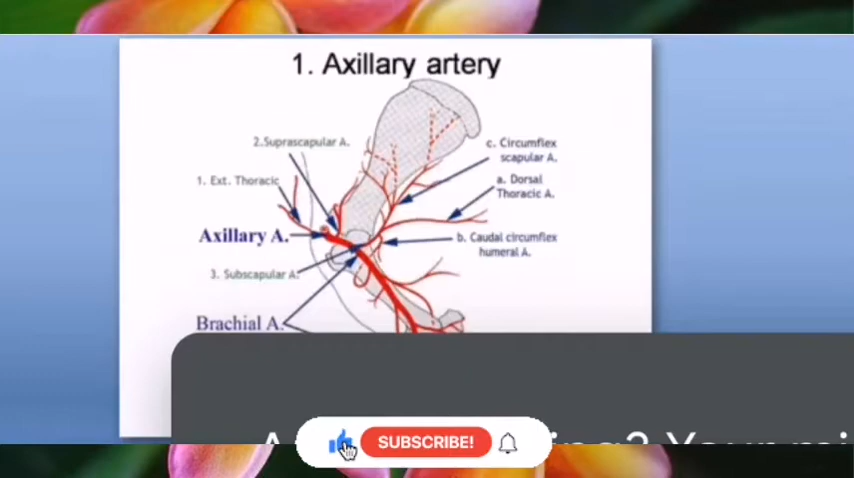 1. Axillary artery
2.Suprascapular A.
c. Circumflex
scapular A.
1. Ext. Thoracic
a. Dorsal
Thoracic A.
Axillary A.
b. Caudal circumflex
humeral A.
3. Subscapular A.
Brachial A.
SUBSCRIBE!